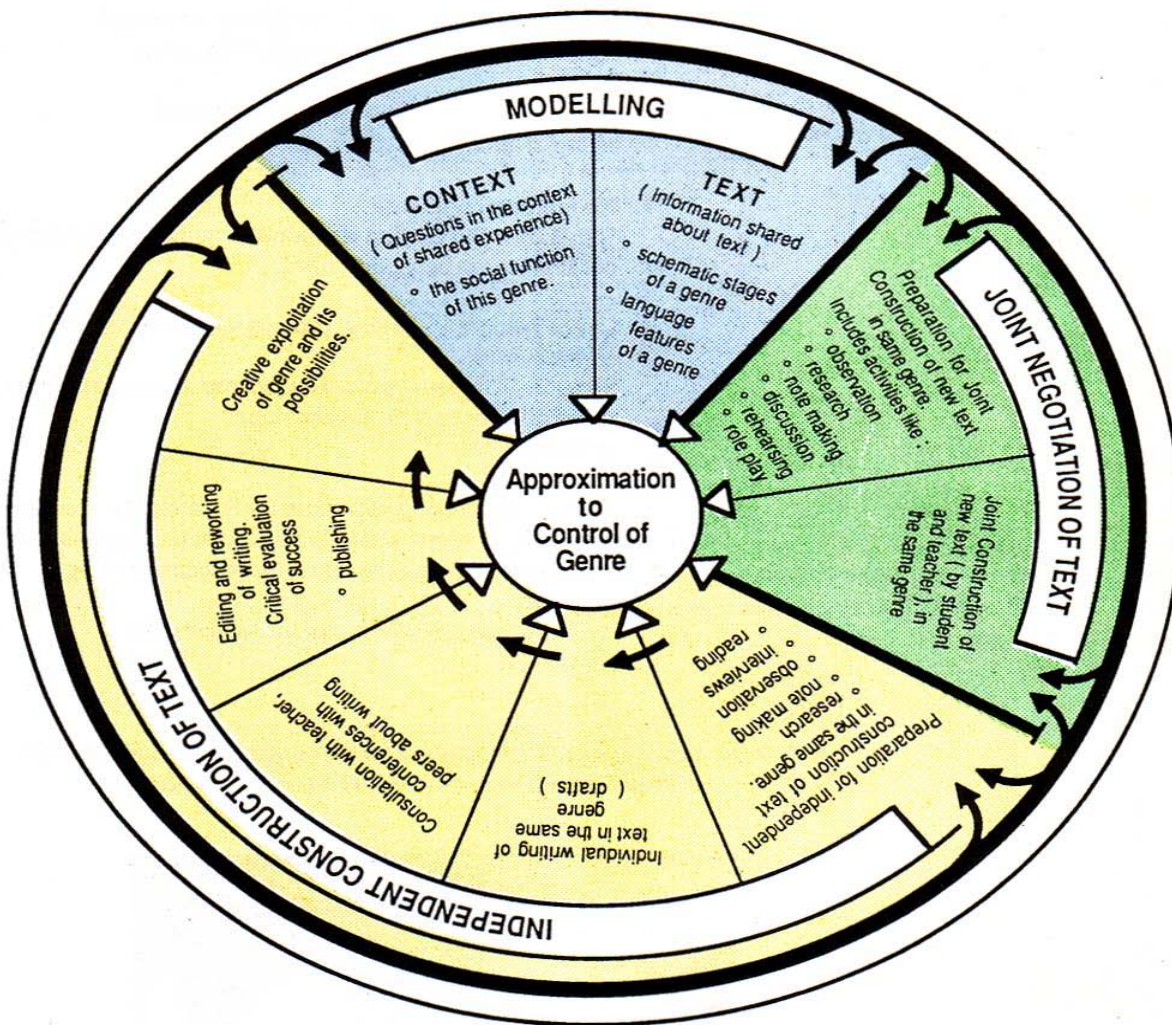 MODELLING
CONTEXT
( Questions in the context
of shared experience)
° the social function
of this genre.
TEXT
( Information shared
about text )
° schematic stages
of a genre
° language
features
of a genre
JOINT NEGOTIATION OF TEXT
Preparation for Joint
Construction of new text
in same genre.
Includes activities like :
° observation
° research
° note making
° discussion
° rehearsing
° role play
Joint Construction of
new text ( by student
and teacher ), in
the same genre
INDEPENDENT CONSTRUCTION OF TEXT
Preparation for independent
construction of text
in the same genre.
° research
° note making
° observation
° interviews
° reading
Individual writing of
text in the same
genre
( drafts )
Consultation with teacher,
conferences with
peers about writing
Editing and reworking
of writing.
Critical evaluation
of success
° publishing
Creative exploitation
of genre and its
possibilities.
Approximation
to
Control of
Genre